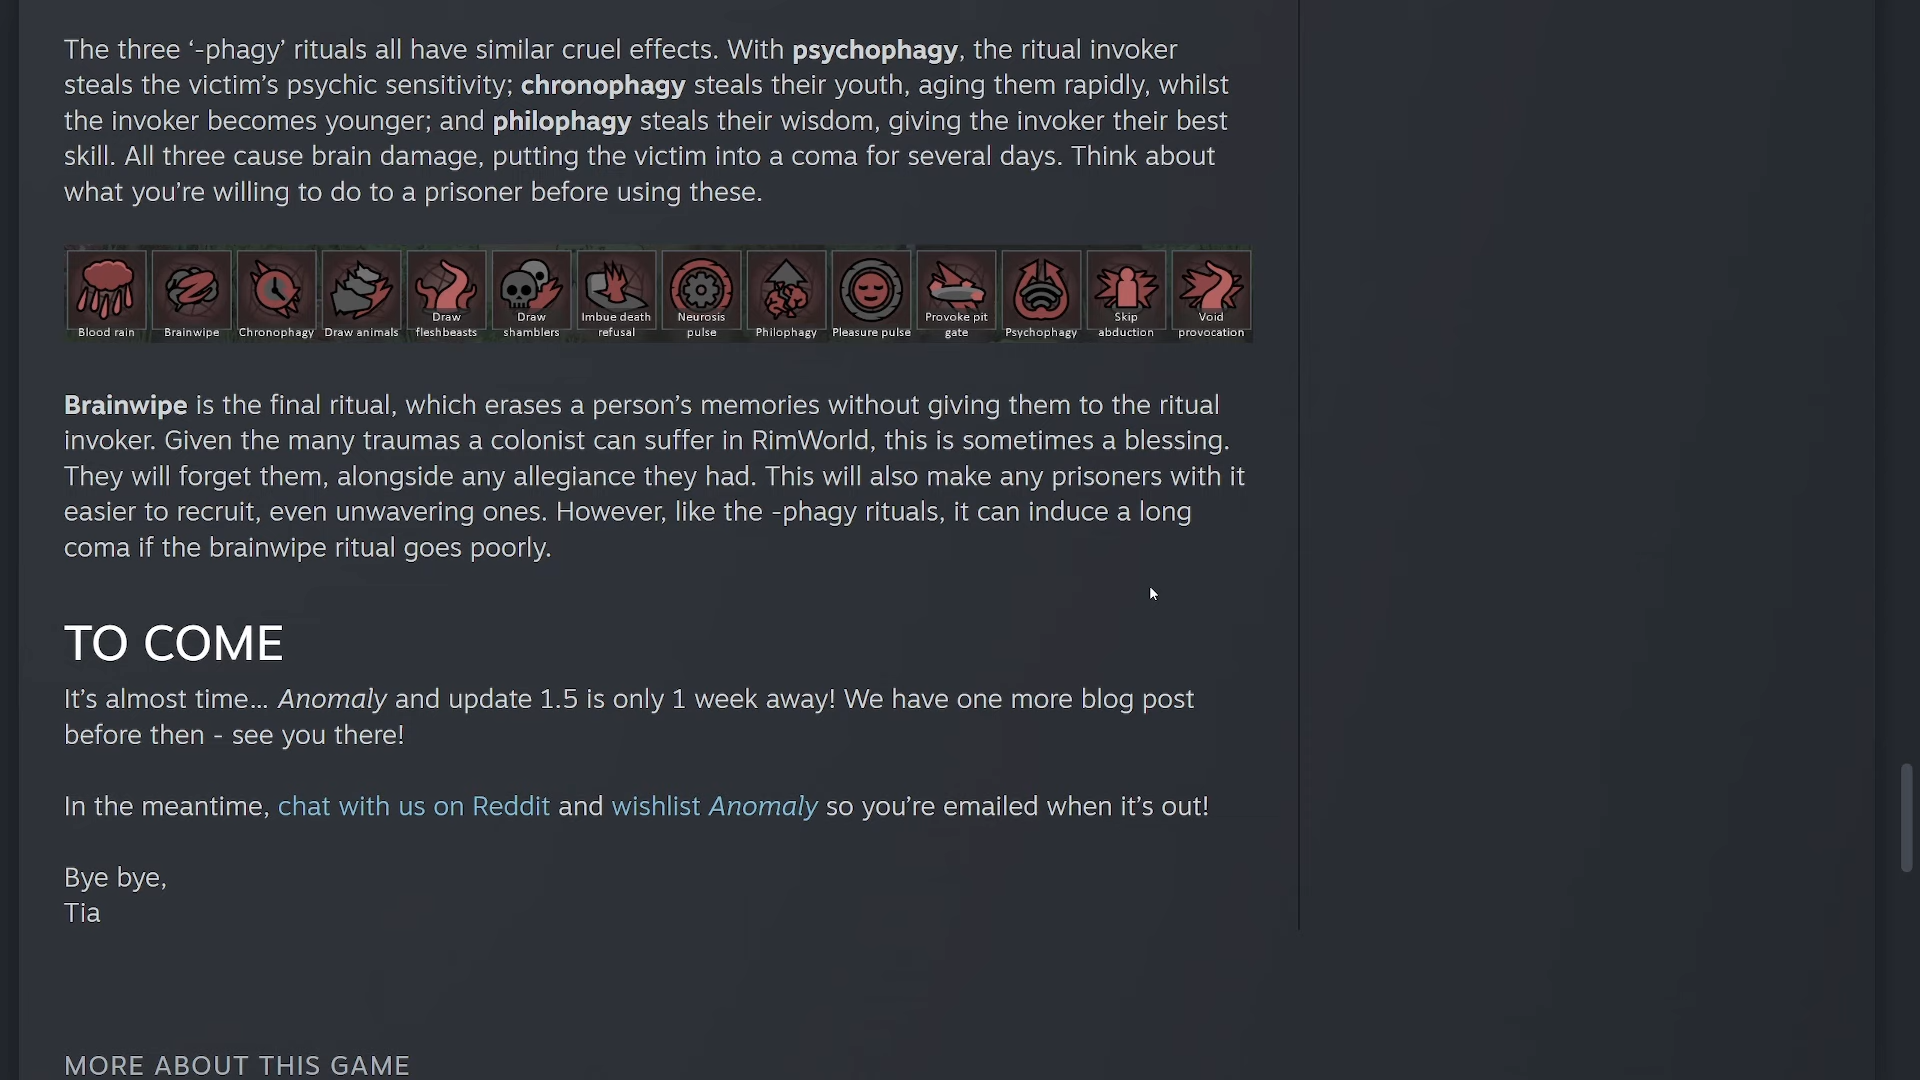 The three ‘-phagy’ rituals all have similar cruel effects. With psychophagy, the ritual invoker
steals the victim’s psychic sensitivity; chronophagy steals their youth, aging them rapidly, whilst
the invoker becomes younger; and philophagy steals their wisdom, giving the invoker their best
skill. All three cause brain damage, putting the victim into a coma for several days. Think about
what you’re willing to do to a prisoner before using these.
Blood rain
Brainwipe
Chronophagy
Draw animals
Draw
fleshbeasts
Draw
shamblers
Imbue death
refusal
Neurosis
pulse
Philophagy
Pleasure pulse
Provoke pit
gate
Psychophagy
Skip
abduction
Void
provocation
Brainwipe is the final ritual, which erases a person’s memories without giving them to the ritual
invoker. Given the many traumas a colonist can suffer in RimWorld, this is sometimes a blessing.
They will forget them, alongside any allegiance they had. This will also make any prisoners with it
easier to recruit, even unwavering ones. However, like the -phagy rituals, it can induce a long
coma if the brainwipe ritual goes poorly.
TO COME
It’s almost time… Anomaly and update 1.5 is only 1 week away! We have one more blog post
before then - see you there!
In the meantime, chat with us on Reddit and wishlist Anomaly so you’re emailed when it’s out!
Bye bye,
Tia
MORE ABOUT THIS GAME